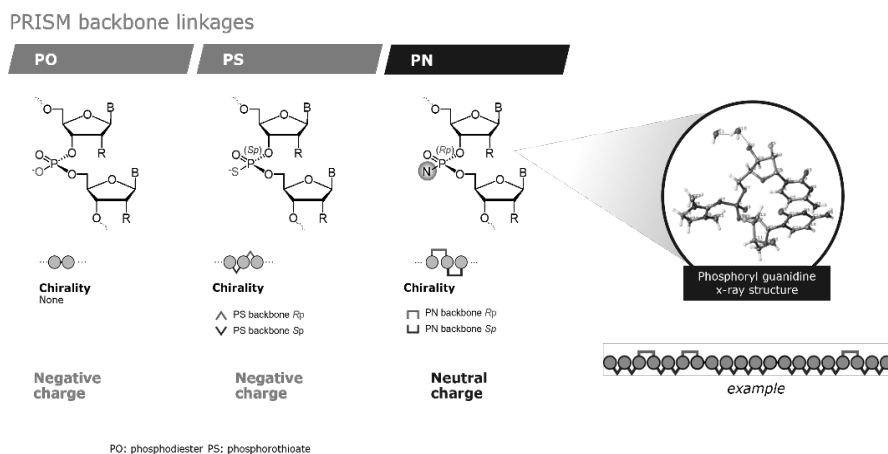 PRISM backbone linkages
PO
PS
PN
O
O
B
O
R
O
P
-O
O
O
B
R
O
O
O
B
O
(Sp)
R
O
P
-S
O
O
B
R
O
O
O
B
O
(Rp)
R
O
P
N
O
O
B
R
O
Chirality
None
Chirality
PS backbone Rp
PS backbone Sp
Chirality
PN backbone Rp
PN backbone Sp
Negative
charge
Negative
charge
Neutral
charge
Phosphoryl guanidine
x-ray structure
example
PO: phosphodiester PS: phosphorothioate